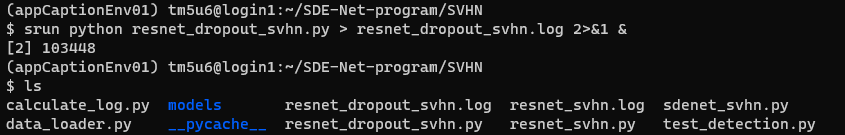 (appCaptionEnv01) tm5u6@login1:~/SDE-Net-program/SVHN
$ srun python resnet_dropout_svhn.py > resnet_dropout_svhn.log 2>&1 &
[2] 103448
(appCaptionEnv01) tm5u6@login1:~/SDE-Net-program/SVHN
$ ls
calculate_log.py  models       resnet_dropout_svhn.log  resnet_svhn.log  sdenet_svhn.py
data_loader.py    __pycache__  resnet_dropout_svhn.py   resnet_svhn.py   test_detection.py